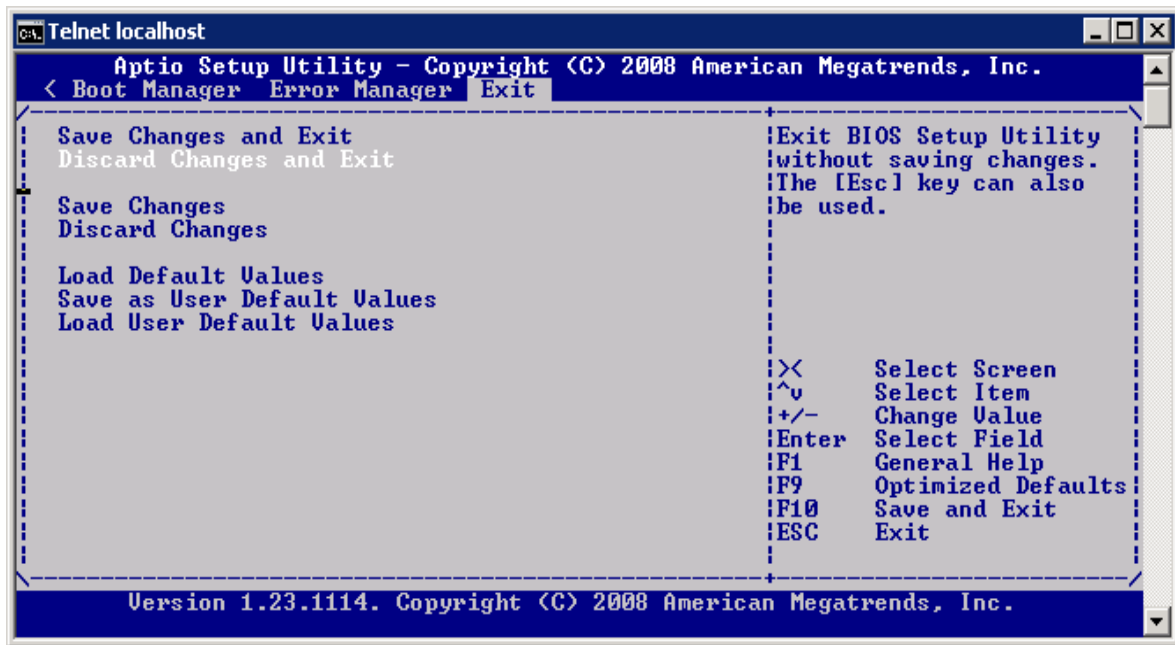 Telnet localhost
Aptio Setup Utility - Copyright (C) 2008 American Megatrends, Inc.
< Boot Manager Error Manager Exit
Save Changes and Exit
Discard Changes and Exit
Save Changes
Discard Changes
Load Default Values
Save as User Default Values
Load User Default Values
Exit BIOS Setup Utility
without saving changes.
The [Esc] key can also
be used.
>< Select Screen
^v Select Item
+/- Change Value
Enter Select Field
F1 General Help
F9 Optimized Defaults
F10 Save and Exit
ESC Exit
Version 1.23.1114. Copyright (C) 2008 American Megatrends, Inc.